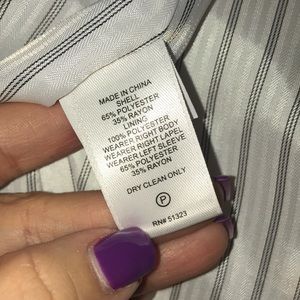 MADE IN CHINA
SHELL
65% POLYESTER
35% RAYON
LINING
100% POLYESTER
WEARER RIGHT BODY
WEARER RIGHT LAPEL
WEARER LEFT SLEEVE
65% POLYESTER
35% RAYON
DRY CLEAN ONLY
P
RN# 51323